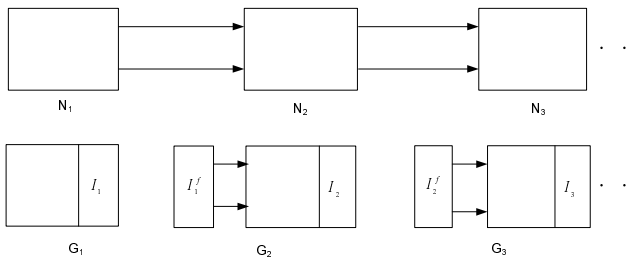 . .
N₁ N₂ N₃
I₁ I₁ᶠ I₂ I₂ᶠ I₃ . .
G₁ G₂ G₃